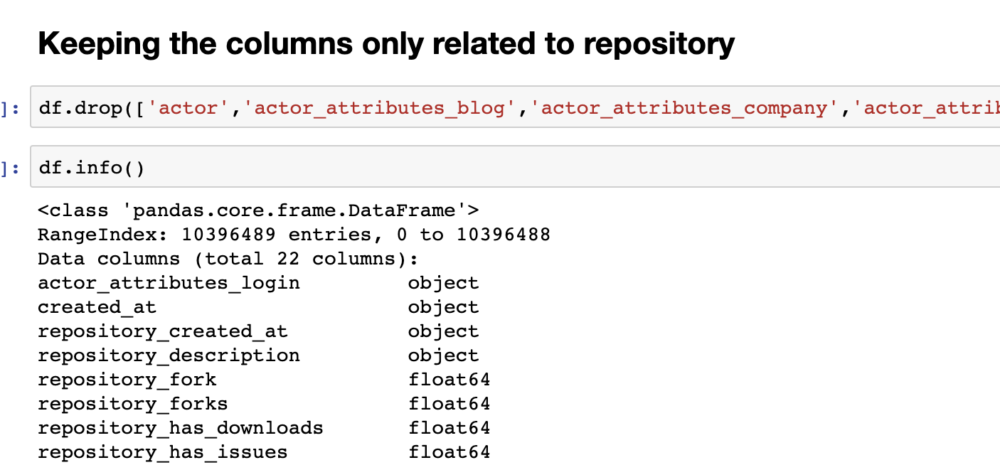 Keeping the columns only related to repository
]: df.drop(['actor','actor_attributes_blog','actor_attributes_company','actor_attrib
]: df.info()
<class 'pandas.core.frame.DataFrame'>
RangeIndex: 10396489 entries, 0 to 10396488
Data columns (total 22 columns):
actor_attributes_login object
created_at object
repository_created_at object
repository_description object
repository_fork float64
repository_forks float64
repository_has_downloads float64
repository_has_issues float64